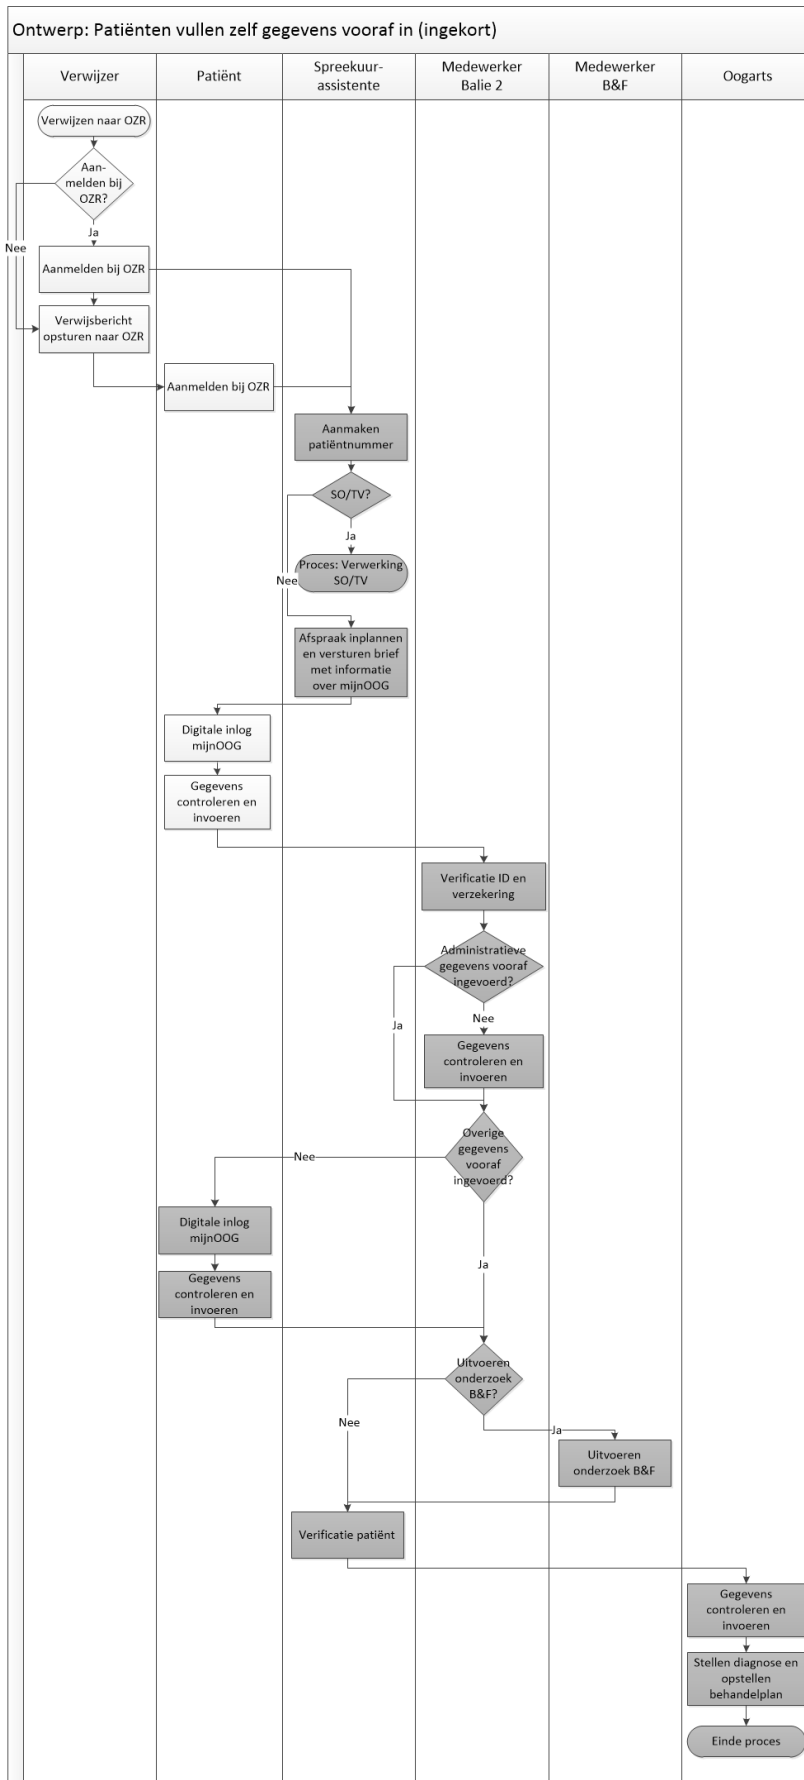 Ontwerp: Patiënten vullen zelf gegevens vooraf in (ingekort)
Verwijzer
Patiënt
Spreekuur-
assistente
Medewerker
Balie 2
Medewerker
B&F
Oogarts
Verwijzen naar OZR
Aan-
melden bij
OZR?
Ja
Nee
Aanmelden bij OZR
Verwijsbericht
opsturen naar OZR
Aanmelden bij OZR
Aanmaken
patiëntnummer
SO/TV?
Ja
Proces: Verwerking
SO/TV
Nee
Afspraak inplannen
en versturen brief
met informatie
over mijnOOG
Digitale inlog
mijnOOG
Gegevens
controleren en
invoeren
Verificatie ID en
verzekering
Administratieve
gegevens vooraf
ingevoerd?
Nee
Ja
Gegevens
controleren en
invoeren
Overige
gegevens
vooraf
ingevoerd?
Nee
Digitale inlog
mijnOOG
Ja
Gegevens
controleren en
invoeren
Uitvoeren
onderzoek
B&F?
Nee
Ja
Uitvoeren
onderzoek B&F
Verificatie patiënt
Gegevens
controleren en
invoeren
Stellen diagnose en
opstellen
behandelplan
Einde proces